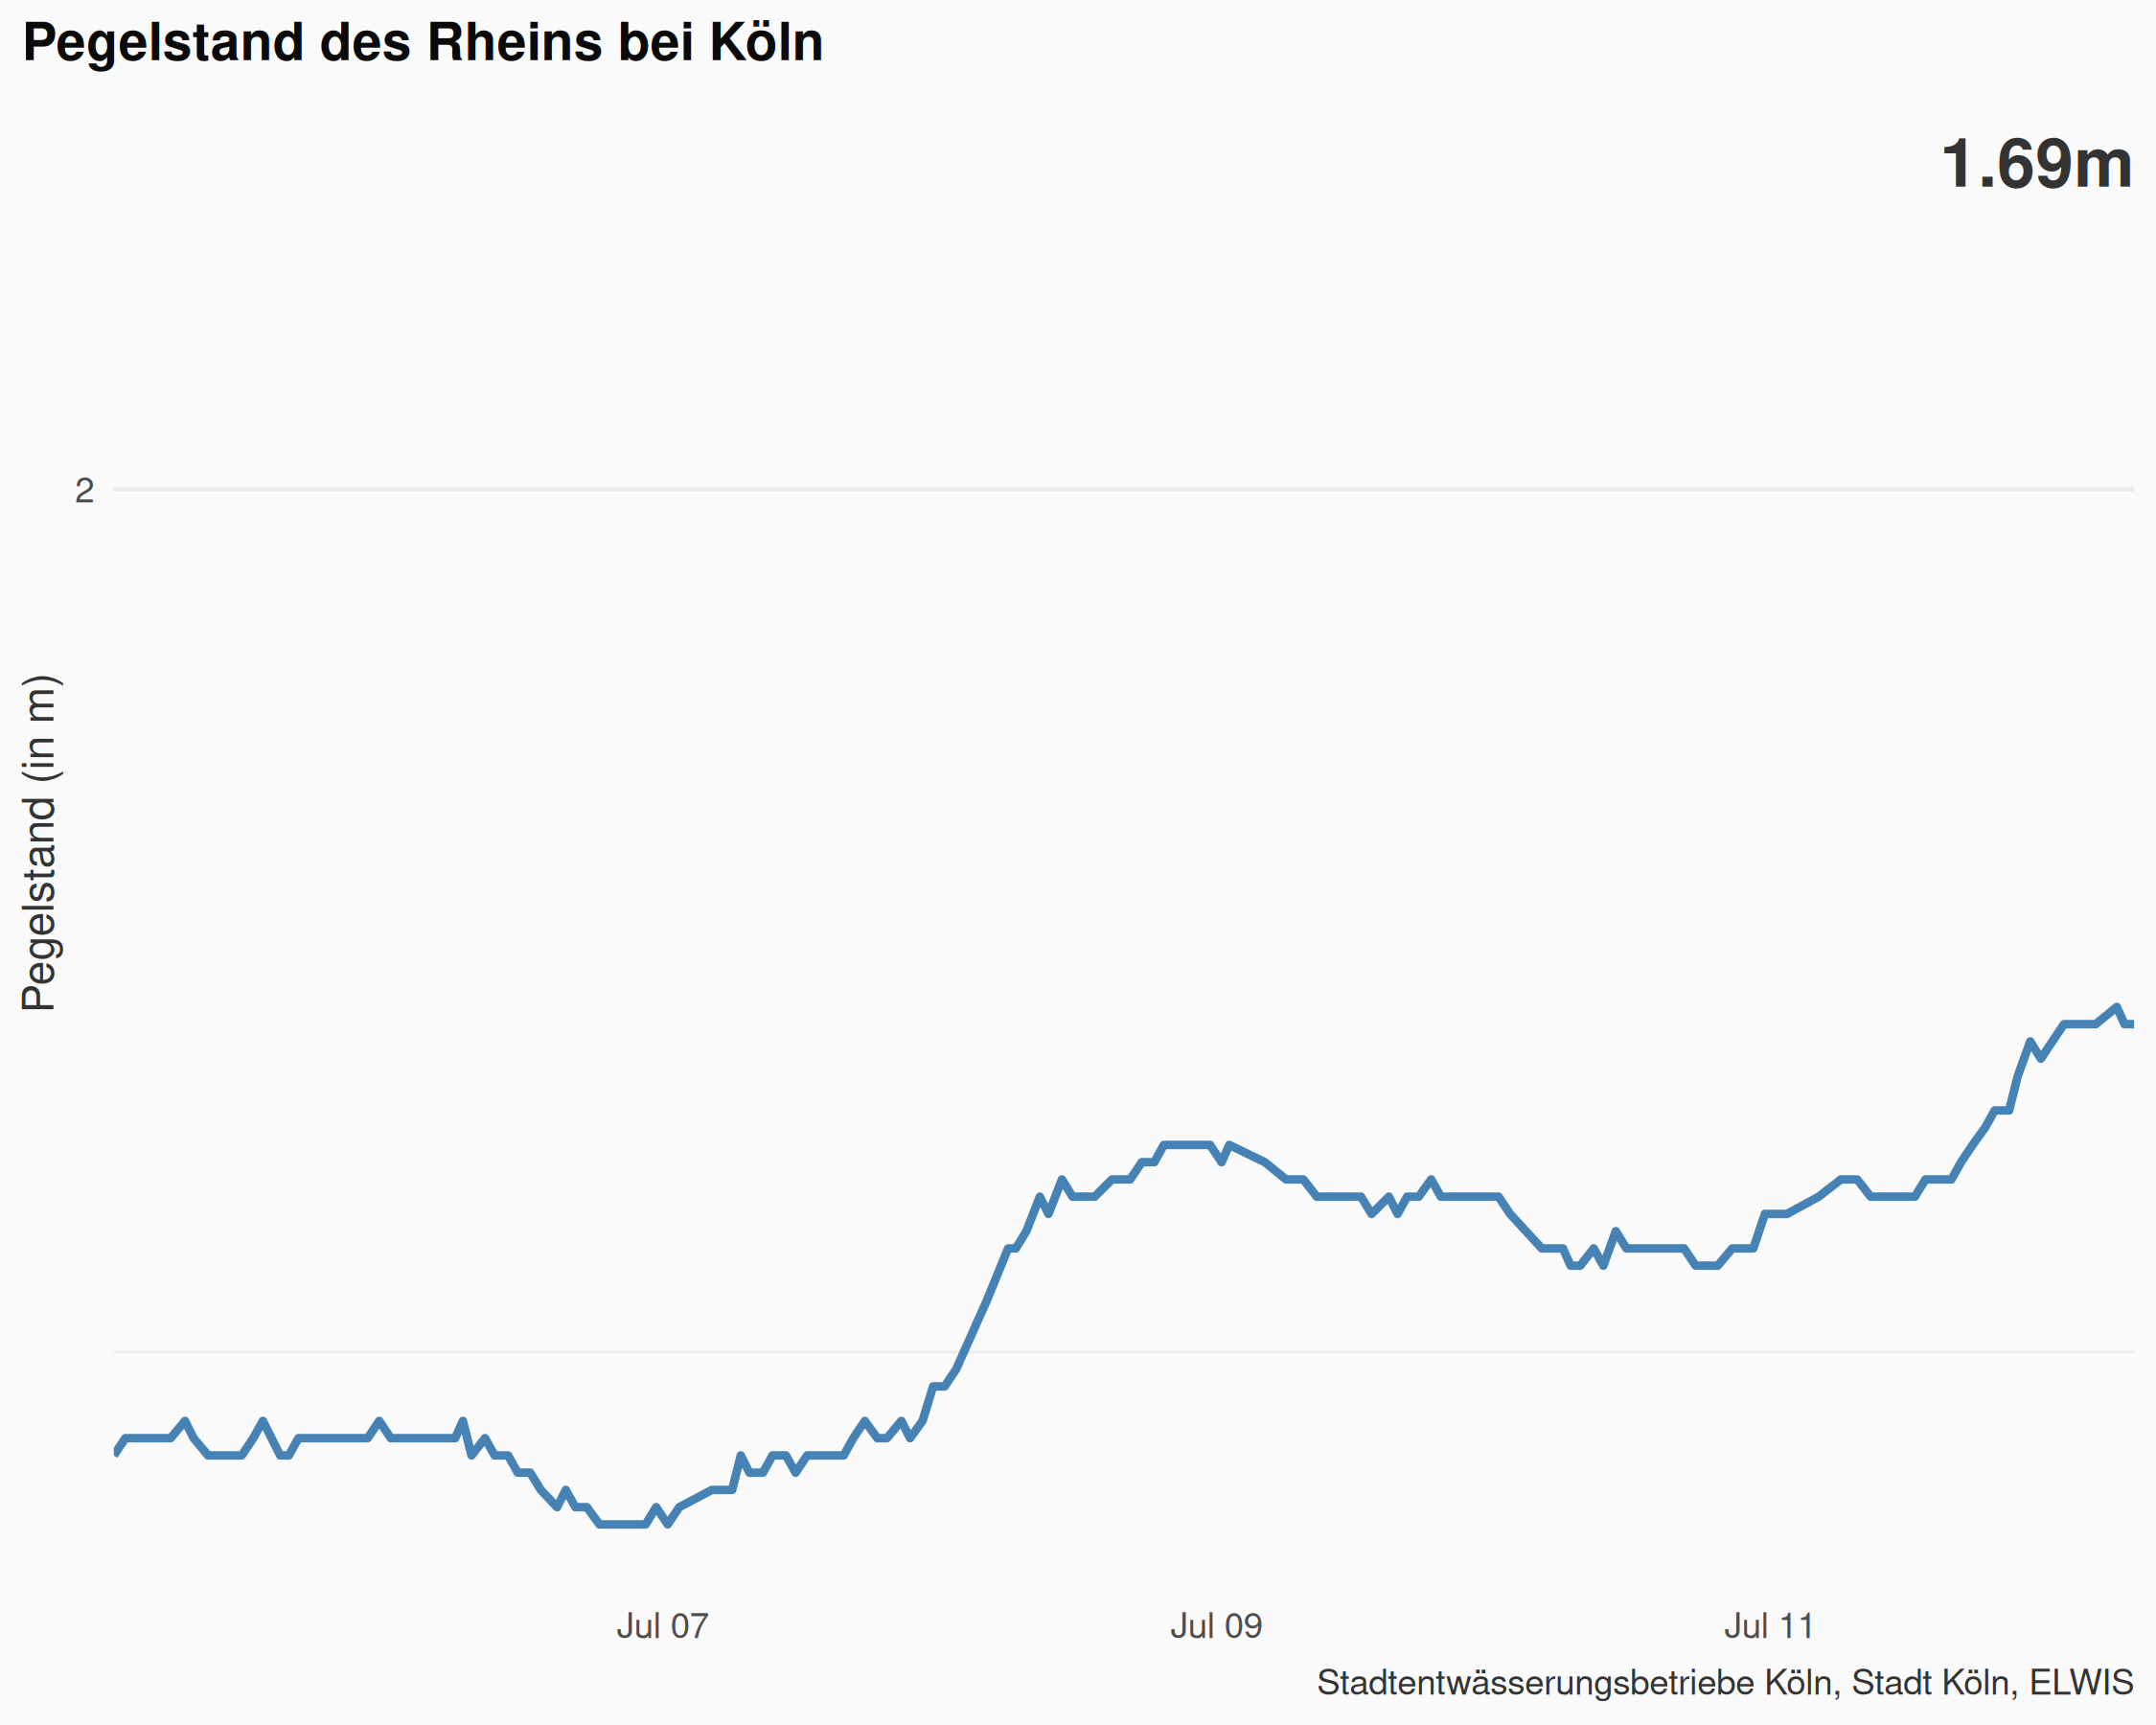 Pegelstand des Rheins bei Köln
1.69m
2
Pegelstand (in m)
Jul 07
Jul 09
Jul 11
Stadtentwässerungsbetriebe Köln, Stadt Köln, ELWIS